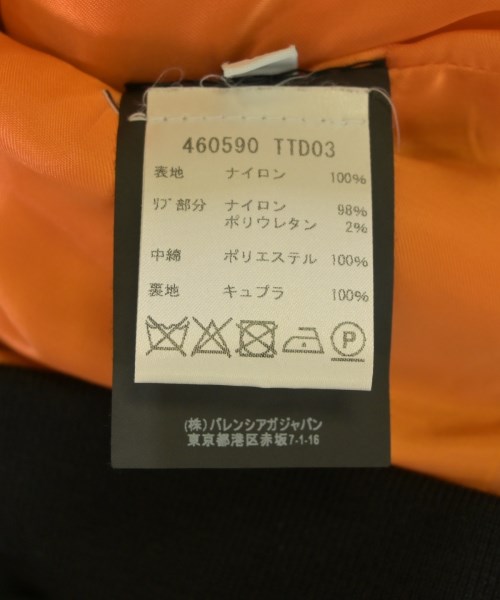 460590 TTD03
表地 ナイロン 100%
ﾘﾌﾞ部分 ナイロン 98%
ポリウレタン 2%
中綿 ポリエステル 100%
裏地 キュプラ 100%
P
(株)バレンシアガジャパン
東京都港区赤坂7-1-16